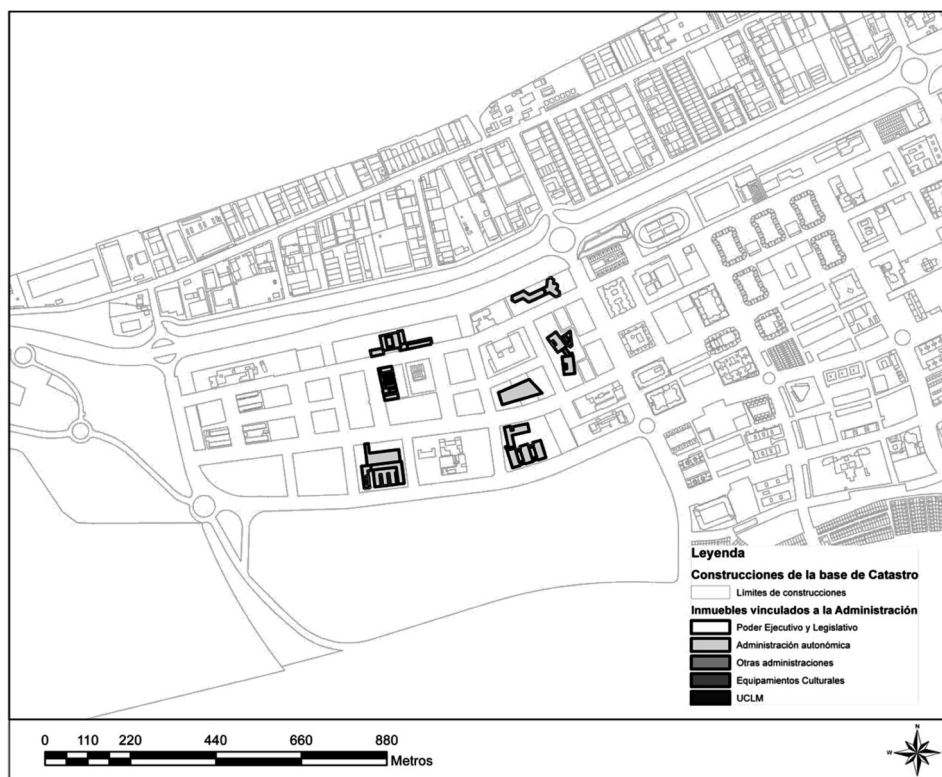 Leyenda
Construcciones de la base de Catastro
Límites de construcciones
Inmuebles vinculados a la Administración
Poder Ejecutivo y Legislativo
Administración autonómica
Otras administraciones
Equipamientos Culturales
UCLM
0 110 220 440 660 880
Metros
N
W E
S